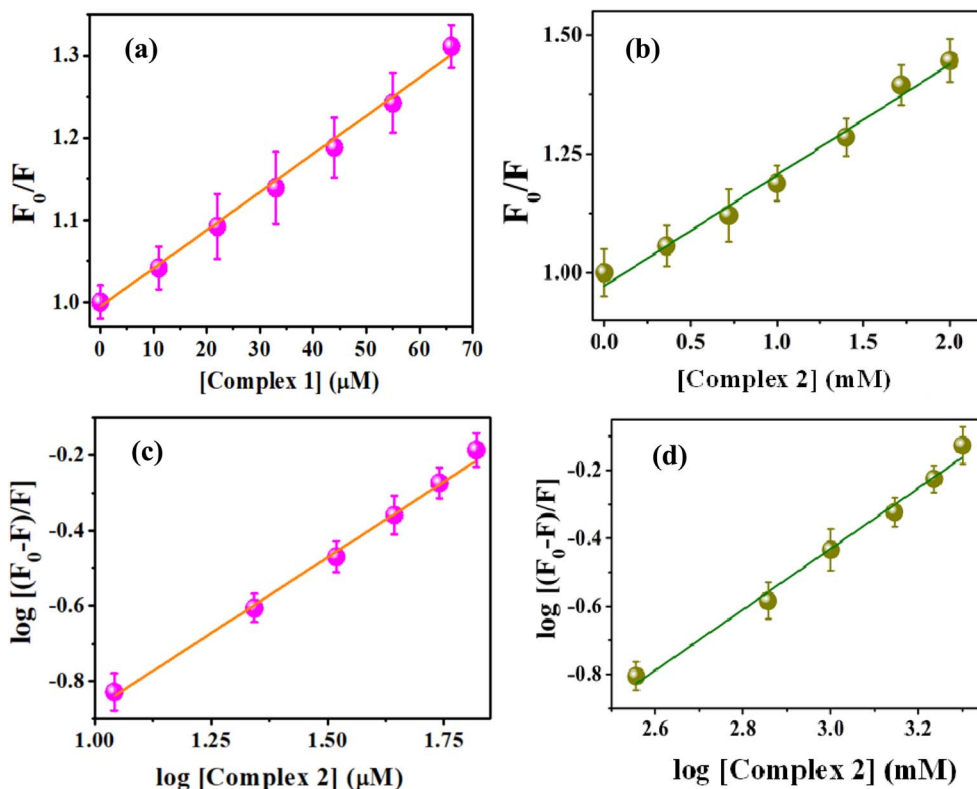 (a)
F₀/F
1.3
1.2
1.1
1.0
0 10 20 30 40 50 60 70
[Complex 1] (μM)
(b)
F₀/F
1.50
1.25
1.00
0.0 0.5 1.0 1.5 2.0
[Complex 2] (mM)
(c)
log [(F₀-F)/F]
-0.2
-0.4
-0.6
-0.8
1.00 1.25 1.50 1.75
log [Complex 2] (μM)
(d)
log [(F₀-F)/F]
-0.2
-0.4
-0.6
-0.8
2.6 2.8 3.0 3.2
log [Complex 2] (mM)